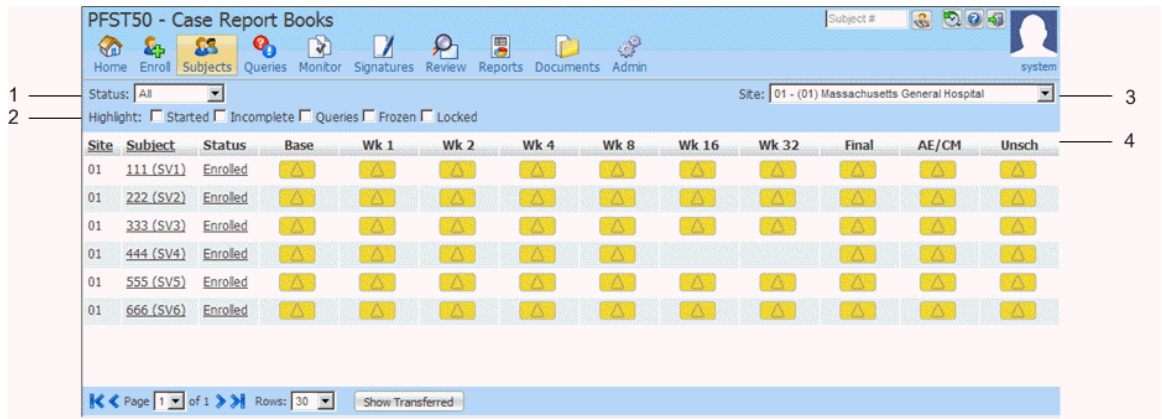 PFST50 - Case Report Books
Subject #
Home Enroll Subjects Queries Monitor Signatures Review Reports Documents Admin
system
1
Status: All
Site: 01 - (01) Massachusetts General Hospital
3
2
Highlight: Started Incomplete Queries Frozen Locked
Site Subject Status Base Wk 1 Wk 2 Wk 4 Wk 8 Wk 16 Wk 32 Final AE/CM Unsch
4
01 111 (SV1) Enrolled
01 222 (SV2) Enrolled
01 333 (SV3) Enrolled
01 444 (SV4) Enrolled
01 555 (SV5) Enrolled
01 666 (SV6) Enrolled
Page 1 of 1 Rows: 30 Show Transferred